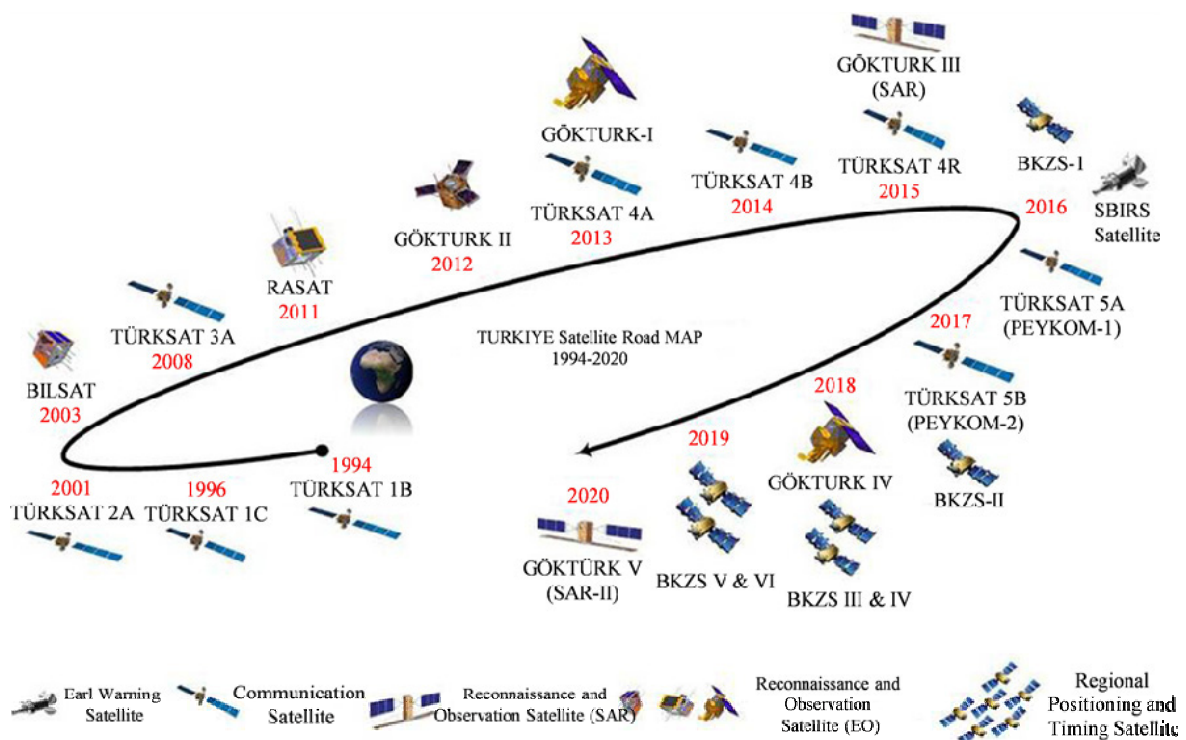 GÖKTURK III
(SAR)
GÖKTURK-I
TÜRKSAT 4B
TÜRKSAT 4R
BKZS-I
2014
2015
2016
SBIRS
Satellite
TÜRKSAT 4A
2013
GÖKTURK II
2012
RASAT
2011
TÜRKSAT 3A
2008
BILSAT
2003
TURKIYE Satellite Road MAP
1994-2020
TÜRKSAT 5A
(PEYKOM-1)
2017
TÜRKSAT 5B
(PEYKOM-2)
2018
BKZS-II
2019
GÖKTURK IV
1994
TÜRKSAT 1B
2001
TÜRKSAT 2A
1996
TÜRKSAT 1C
2020
GÖKTÜRK V
(SAR-II)
BKZS V & VI
BKZS III & IV
Earl Warning
Satellite
Communication
Satellite
Reconnaissance and
Observation Satellite (SAR)
Reconnaissance and
Observation
Satellite (EO)
Regional
Positioning and
Timing Satellite